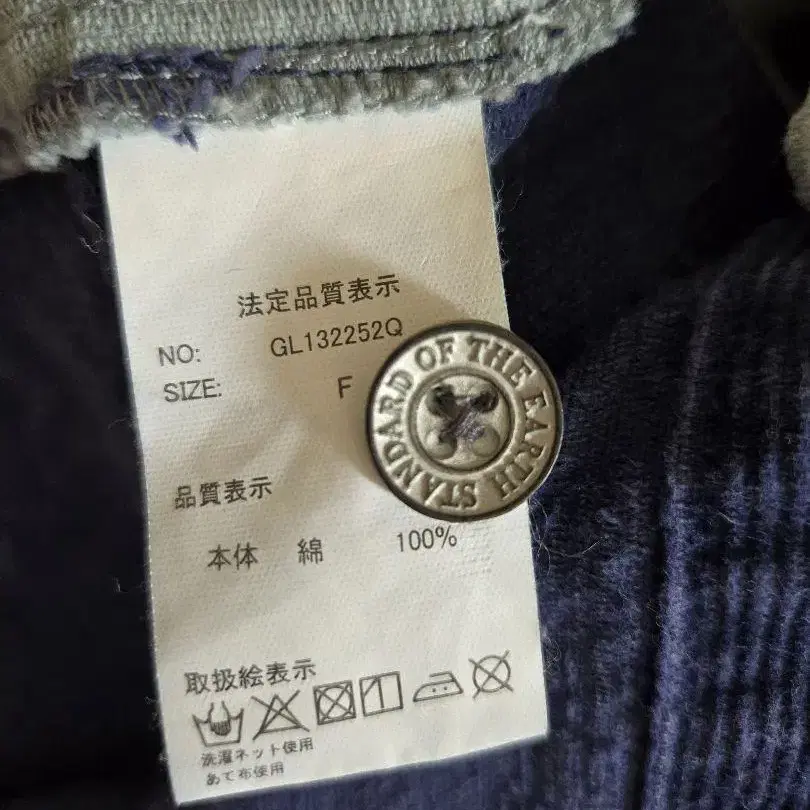 法定品質表示
NO: GL132252Q
SIZE: F
STANDARD OF THE EARTH
品質表示
本体 綿 100%
取扱絵表示
洗濯ネット使用
あて布使用